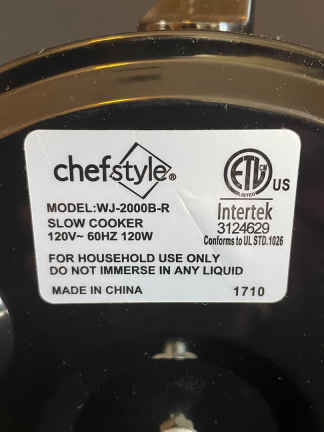 chefstyle®
MODEL:WJ-2000B-R
SLOW COOKER
120V~ 60HZ 120W
ETL US
Intertek
3124629
Conforms to UL STD.1026
FOR HOUSEHOLD USE ONLY
DO NOT IMMERSE IN ANY LIQUID
MADE IN CHINA 1710